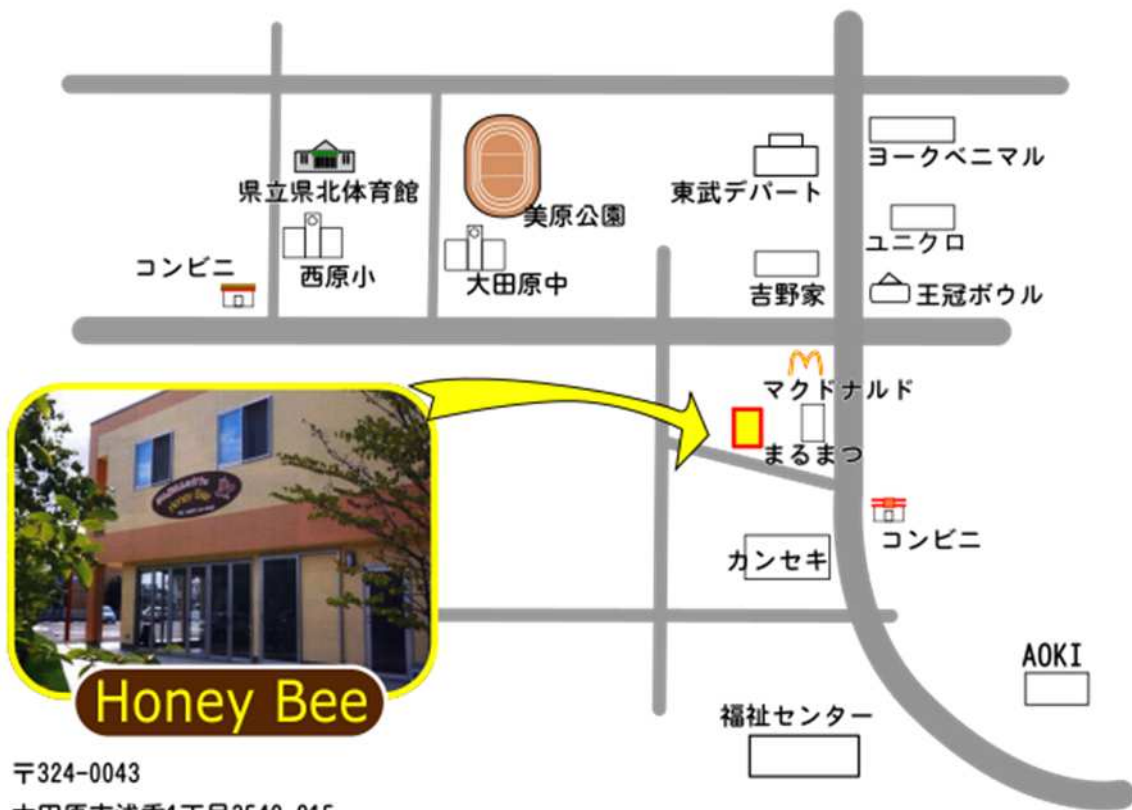 ヨークベニマル
東武デパート
県立県北体育館
美原公園
ユニクロ
コンビニ
西原小
大田原中
吉野家
王冠ボウル
マクドナルド
まるまつ
コンビニ
カンセキ
Honey Bee
Honey Bee
AOKI
福祉センター
〒324-0043